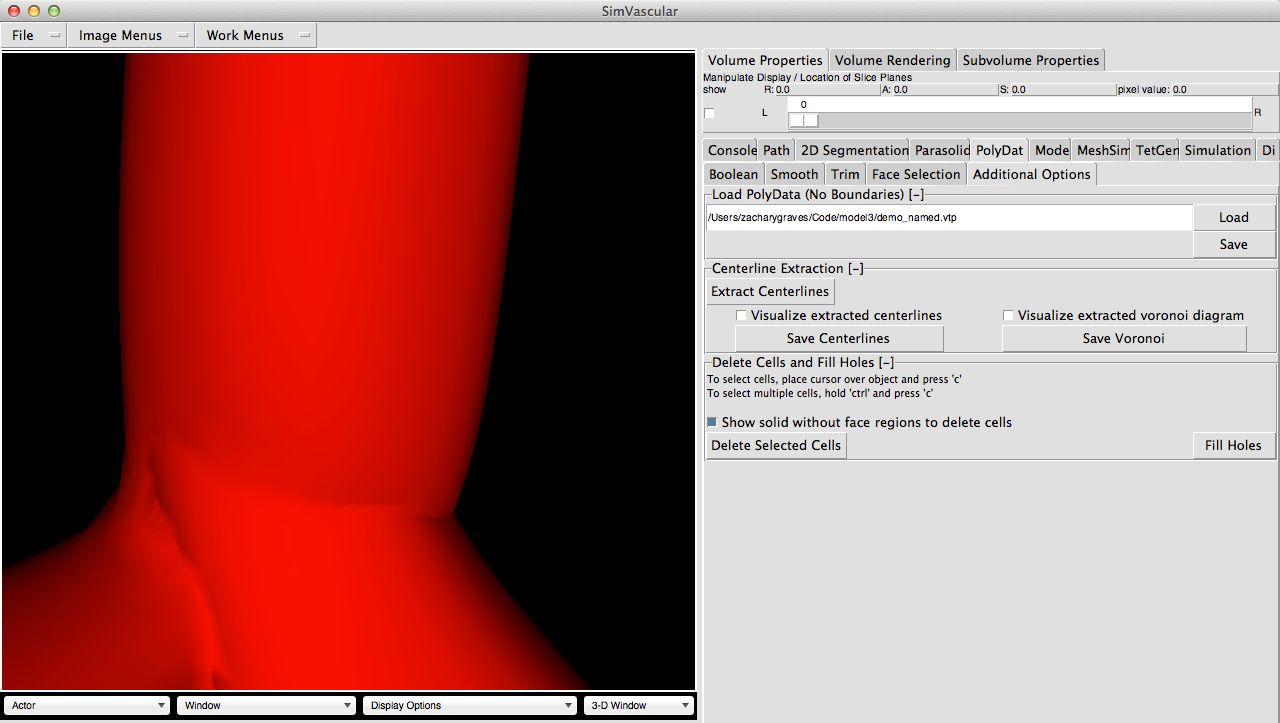 SimVascular
File Image Menus Work Menus
Volume Properties Volume Rendering Subvolume Properties
Manipulate Display / Location of Slice Planes
show R: 0.0 A: 0.0 S: 0.0 pixel value: 0.0
0
L R
Console Path 2D Segmentation Parasolid PolyDat Mode MeshSim TetGen Simulation Di
Boolean Smooth Trim Face Selection Additional Options
Load PolyData (No Boundaries) [-]
/Users/zacharygraves/Code/model3/demo_named.vtp Load
Save
Centerline Extraction [-]
Extract Centerlines
Visualize extracted centerlines Visualize extracted voronoi diagram
Save Centerlines Save Voronoi
Delete Cells and Fill Holes [-]
To select cells, place cursor over object and press 'c'
To select multiple cells, hold 'ctrl' and press 'c'
Show solid without face regions to delete cells
Delete Selected Cells Fill Holes
Actor Window Display Options 3-D Window